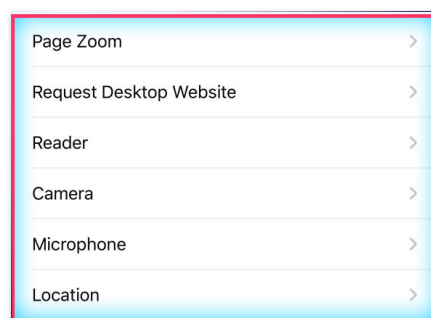 Page Zoom
Request Desktop Website
Reader
Camera
Microphone
Location